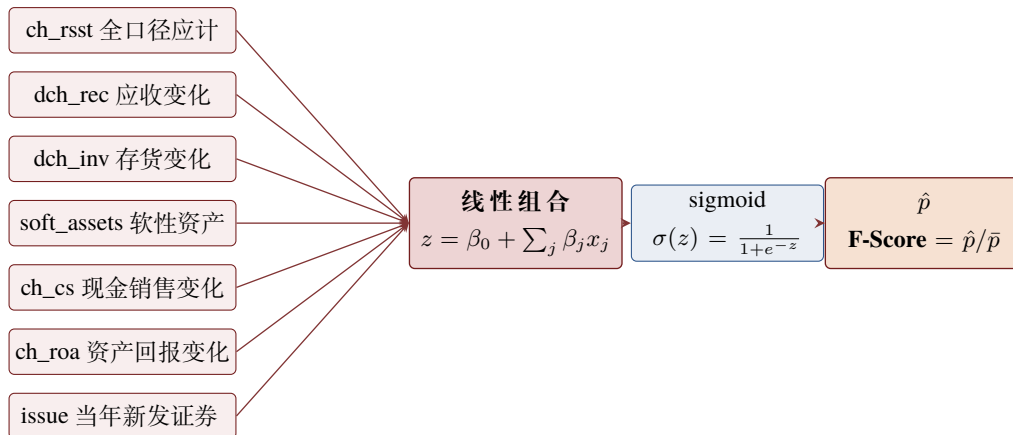 ch_rsst 全口径应计
dch_rec 应收变化
dch_inv 存货变化
soft_assets 软性资产
ch_cs 现金销售变化
ch_roa 资产回报变化
issue 当年新发证券
线性组合
z = β₀ + ∑ⱼ βⱼxⱼ
sigmoid
σ(z) = 1/(1+e⁻ᶻ)
p̂
F-Score = p̂/p̄